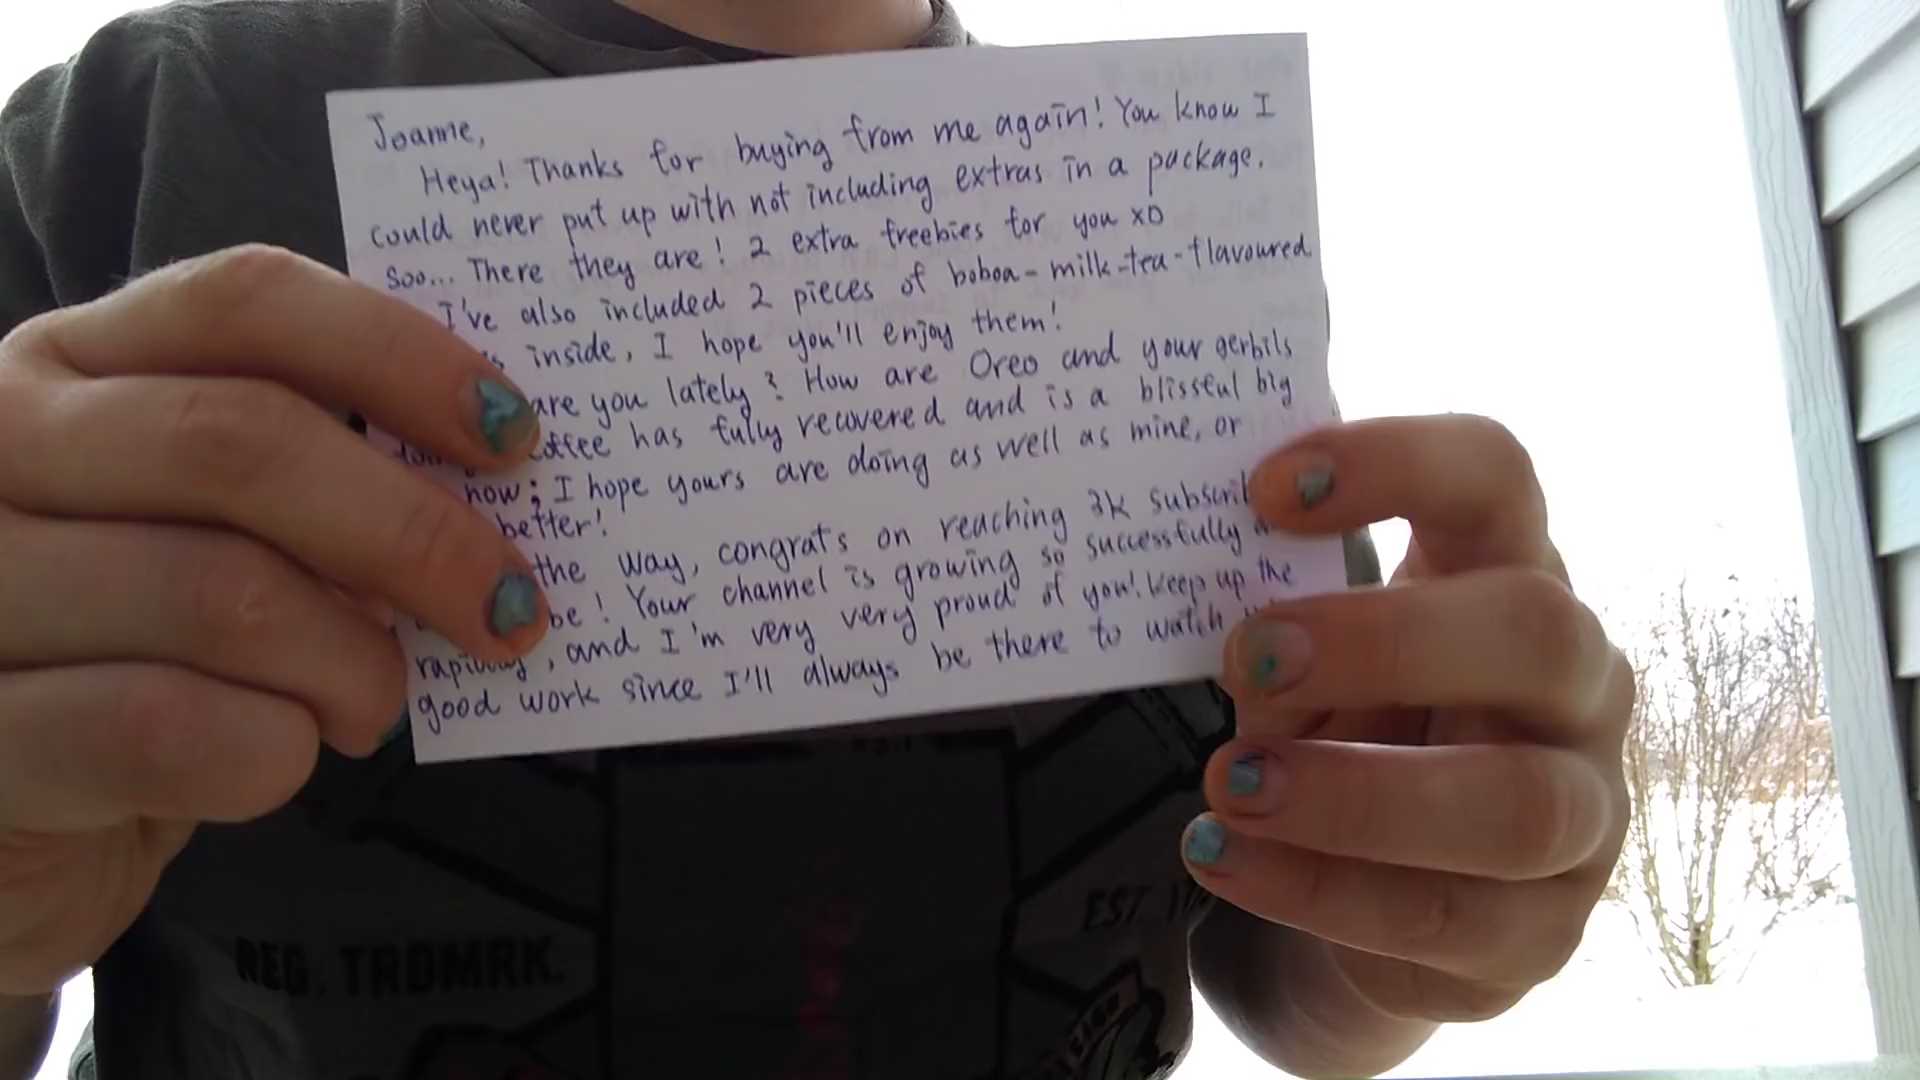 Joanne,
Heya! Thanks for buying from me again! You know I
could never put up with not including extras in a package.
Soo... There they are! 2 extra freebies for you xD
I've also included 2 pieces of boboa-milk-tea-flavoured
inside, I hope you'll enjoy them!
are you lately? How are Oreo and your gerbils
has fully recovered and is a blissful big
now; I hope yours are doing as well as mine, or
better!
the way, congrats on reaching 3k
be! Your channel is growing so successfully
, and I'm very very proud of you! Keep up the
good work since I'll always be there to watch
REG. TRDMRK.
EST.